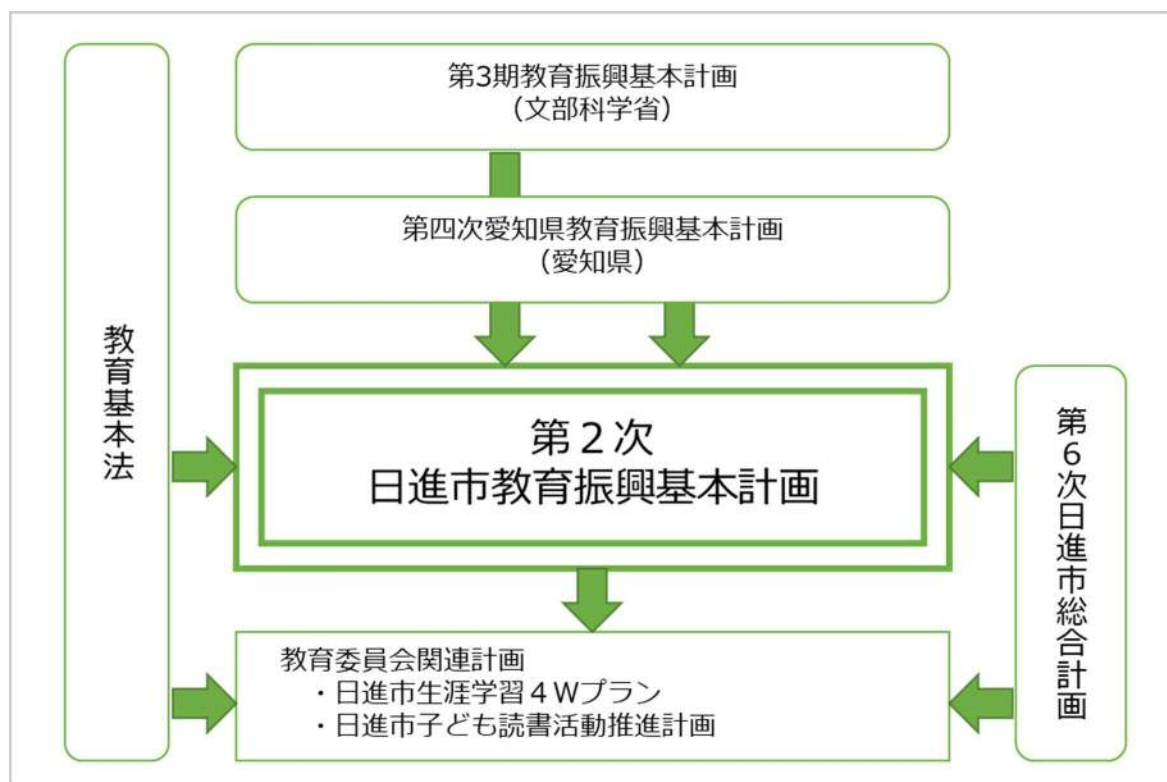 第3期教育振興基本計画
（文部科学省）
第四次愛知県教育振興基本計画
（愛知県）
教育基本法
第２次
日進市教育振興基本計画
第６次日進市総合計画
教育委員会関連計画
・日進市生涯学習４Ｗプラン
・日進市子ども読書活動推進計画